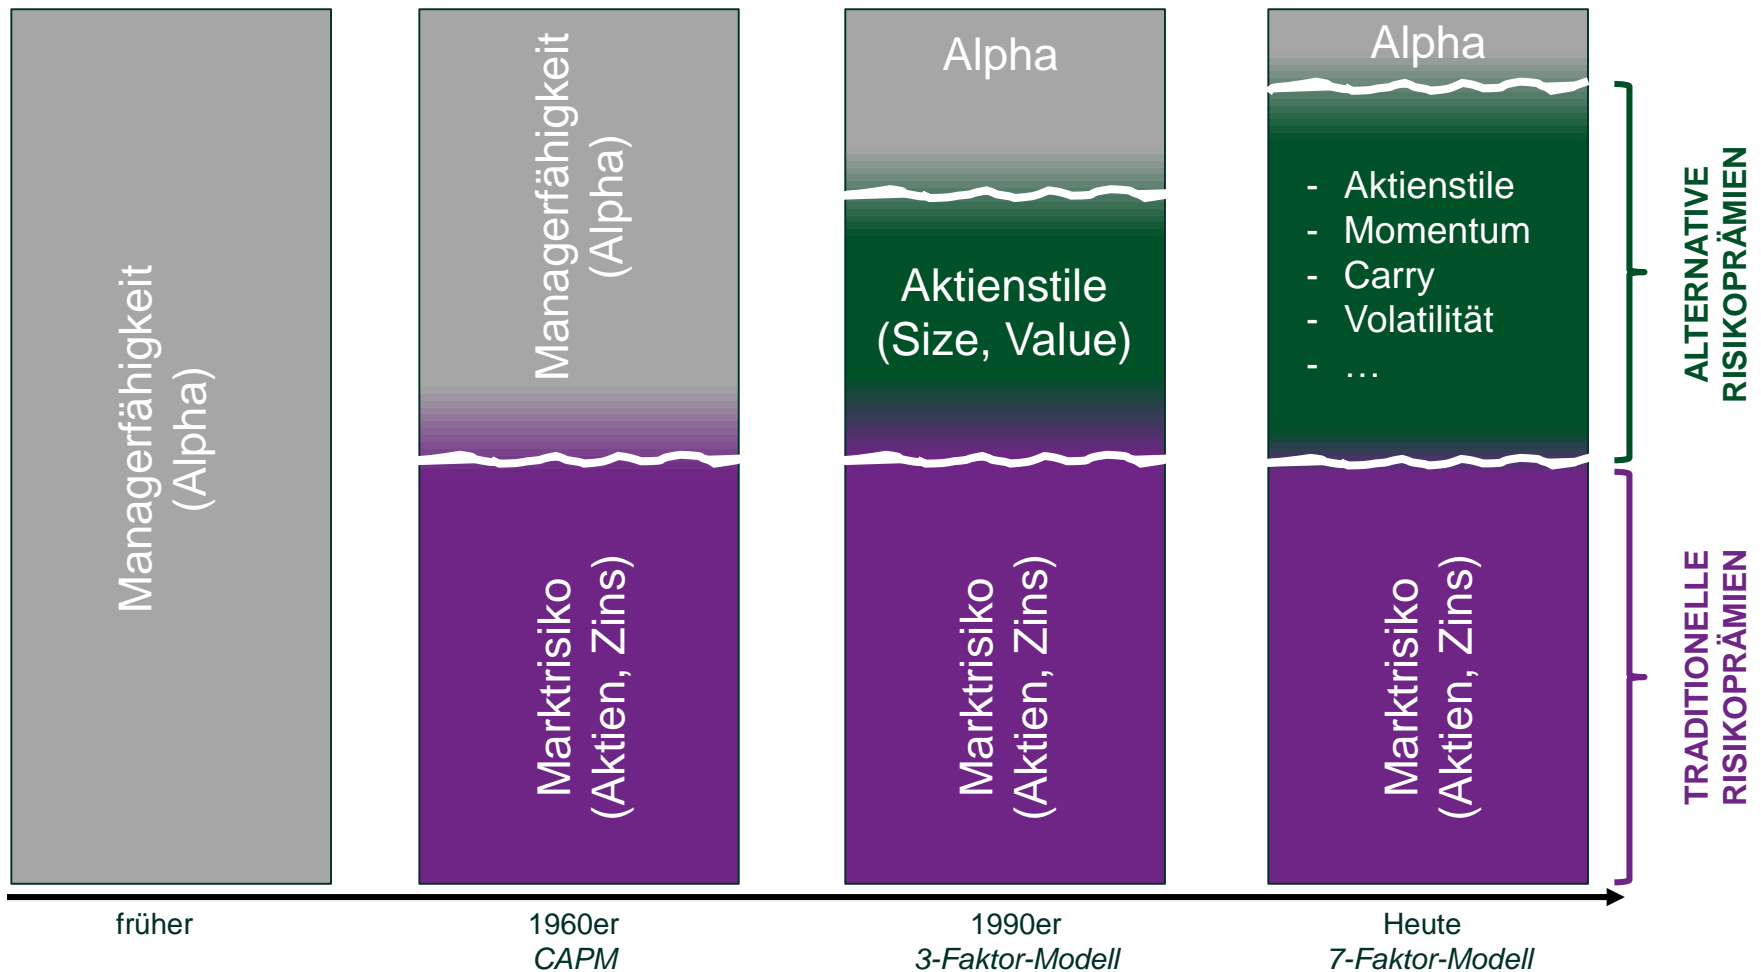 Managerfähigkeit
(Alpha)
Managerfähigkeit
(Alpha)
Marktrisiko
(Aktien, Zins)
Alpha
Aktienstile
(Size, Value)
Marktrisiko
(Aktien, Zins)
Alpha
- Aktienstile
- Momentum
- Carry
- Volatilität
- …
Marktrisiko
(Aktien, Zins)
ALTERNATIVE
RISIKOPRÄMIEN
TRADITIONELLE
RISIKOPRÄMIEN
früher
1960er
CAPM
1990er
3-Faktor-Modell
Heute
7-Faktor-Modell